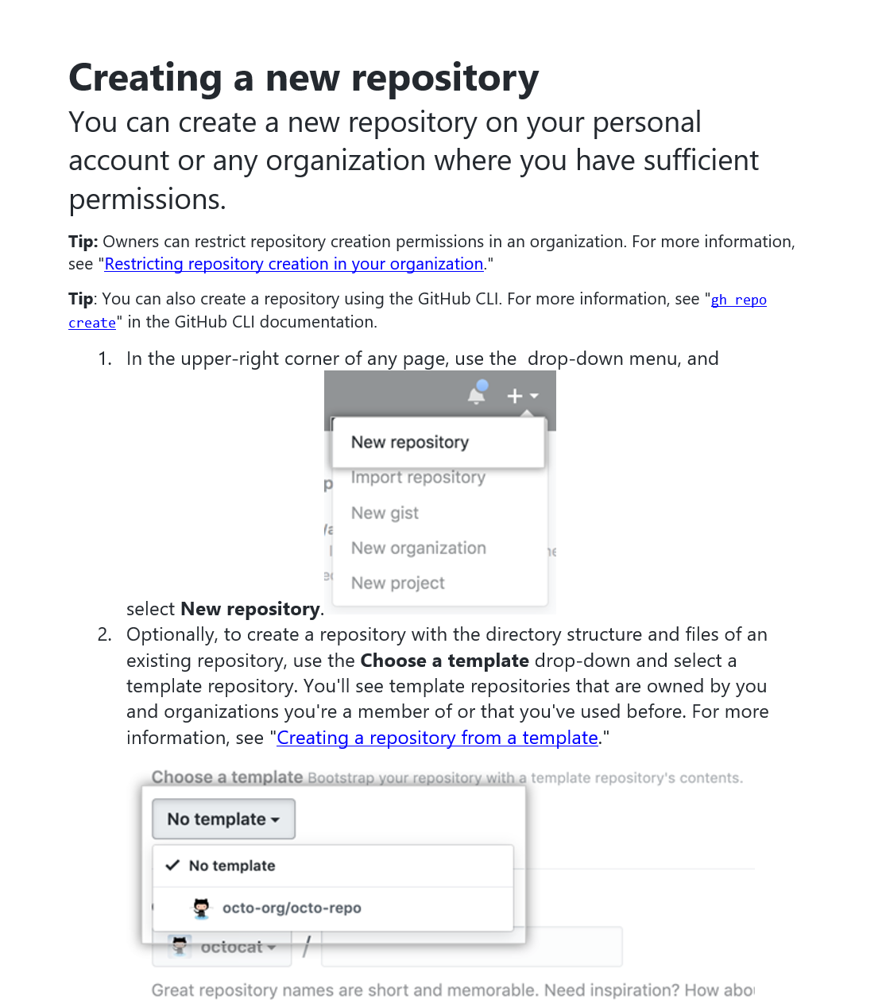 Creating a new repository
You can create a new repository on your personal
account or any organization where you have sufficient
permissions.
Tip: Owners can restrict repository creation permissions in an organization. For more information,
see "Restricting repository creation in your organization."
Tip: You can also create a repository using the GitHub CLI. For more information, see "gh repo
create" in the GitHub CLI documentation.
1. In the upper-right corner of any page, use the drop-down menu, and
New repository
Import repository
New gist
New organization
New project
select New repository.
2. Optionally, to create a repository with the directory structure and files of an
existing repository, use the Choose a template drop-down and select a
template repository. You'll see template repositories that are owned by you
and organizations you're a member of or that you've used before. For more
information, see "Creating a repository from a template."
Choose a template Bootstrap your repository with a template repository's contents.
No template
No template
octo-org/octo-repo
octocat /
Great repository names are short and memorable. Need inspiration? How